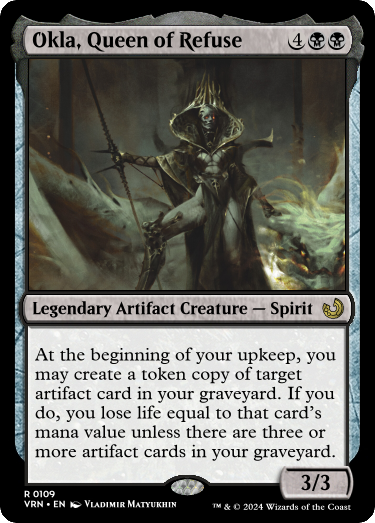 Okla, Queen of Refuse 4
Legendary Artifact Creature — Spirit
At the beginning of your upkeep, you
may create a token copy of target
artifact card in your graveyard. If you
do, you lose life equal to that card's
mana value unless there are three or
more artifact cards in your graveyard.
3/3
R 0109
VRN • EN Vladimir Matyukhin
™ & © 2024 Wizards of the Coast